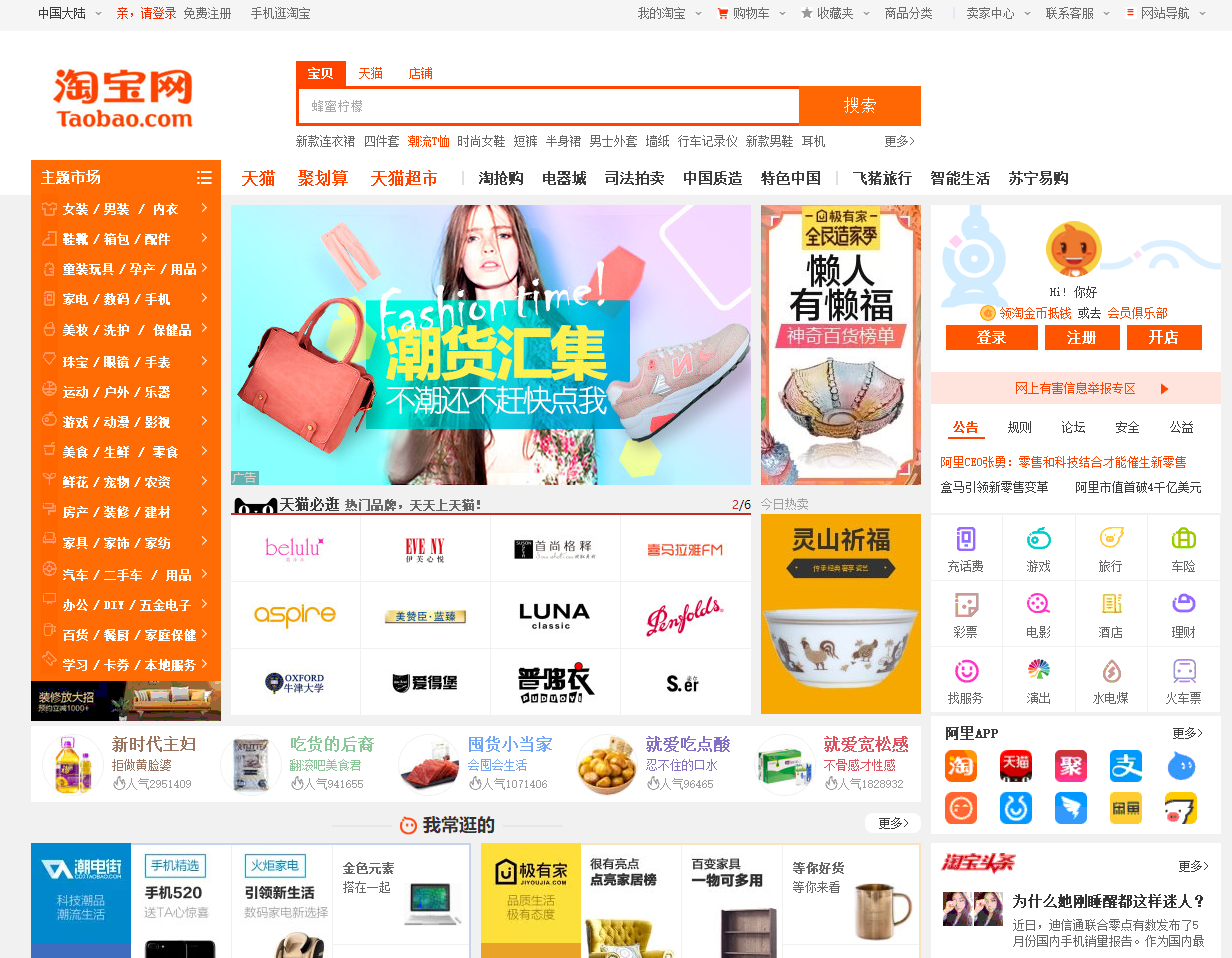 中国大陆 亲，请登录 免费注册 手机逛淘宝 我的淘宝 购物车 收藏夹 商品分类 卖家中心 联系客服 网站导航
淘宝网
Taobao.com
宝贝 天猫 店铺
蜂蜜柠檬 搜索
新款连衣裙 四件套 潮流T恤 时尚女鞋 短裤 半身裙 男士外套 墙纸 行车记录仪 新款男鞋 耳机 更多>
主题市场
天猫 聚划算 天猫超市 淘抢购 电器城 司法拍卖 中国质造 特色中国 飞猪旅行 智能生活 苏宁易购
女装 / 男装 / 内衣
鞋靴 / 箱包 / 配件
童装玩具 / 孕产 / 用品
家电 / 数码 / 手机
美妆 / 洗护 / 保健品
珠宝 / 眼镜 / 手表
运动 / 户外 / 乐器
游戏 / 动漫 / 影视
美食 / 生鲜 / 零食
鲜花 / 宠物 / 农资
房产 / 装修 / 建材
家具 / 家饰 / 家纺
汽车 / 二手车 / 用品
办公 / DIY / 五金电子
百货 / 餐厨 / 家庭保健
学习 / 卡券 / 本地服务
装修放大招
预约立减1000+
Fashion time!
潮货汇集
不潮还不赶快点我
广告
极有家
全民造家季
懒人
有懒福
神奇百货榜单
Hi! 你好
领淘金币抵钱 或去 会员俱乐部
登录 注册 开店
网上有害信息举报专区
公告 规则 论坛 安全 公益
阿里CEO张勇：零售和科技结合才能催生新零售
盒马引领新零售变革 阿里市值首破4千亿美元
天猫必逛 热门品牌，天天上天猫！ 2/6
今日热卖
belulu
EVE NY
伊芙心悦
首尚格释
喜马拉雅FM
aspire
美赞臣·蓝臻
LUNA
classic
Penfolds.
OXFORD
牛津大学
爱得堡
普哆衣
S.er
灵山祈福
传承经典 奢享瓷艺
充话费 游戏 旅行 车险
彩票 电影 酒店 理财
找服务 演出 水电煤 火车票
新时代主妇
拒做黄脸婆
人气2951409
吃货的后裔
翻滚吧美食君
人气941655
囤货小当家
会囤会生活
人气1071406
就爱吃点酸
忍不住的口水
人气96465
就爱宽松感
不骨感才性感
人气1828932
阿里APP 更多>
淘 天猫 聚 支
闲鱼
我常逛的 更多>
潮电街
科技潮品
潮流生活
手机精选
手机520
送TA心惊喜
火炬家电
引领新生活
数码家电新选择
金色元素
搭在一起
极有家
JIYOUJIA.COM
品质生活
极有态度
很有亮点
点亮家居榜
百变家具
一物可多用
等你好货
等你来看
淘宝头条 更多>
为什么她刚睡醒都这样迷人？
近日，迪信通联合零点有数发布了5
月份国内手机销量报告。作为国内最